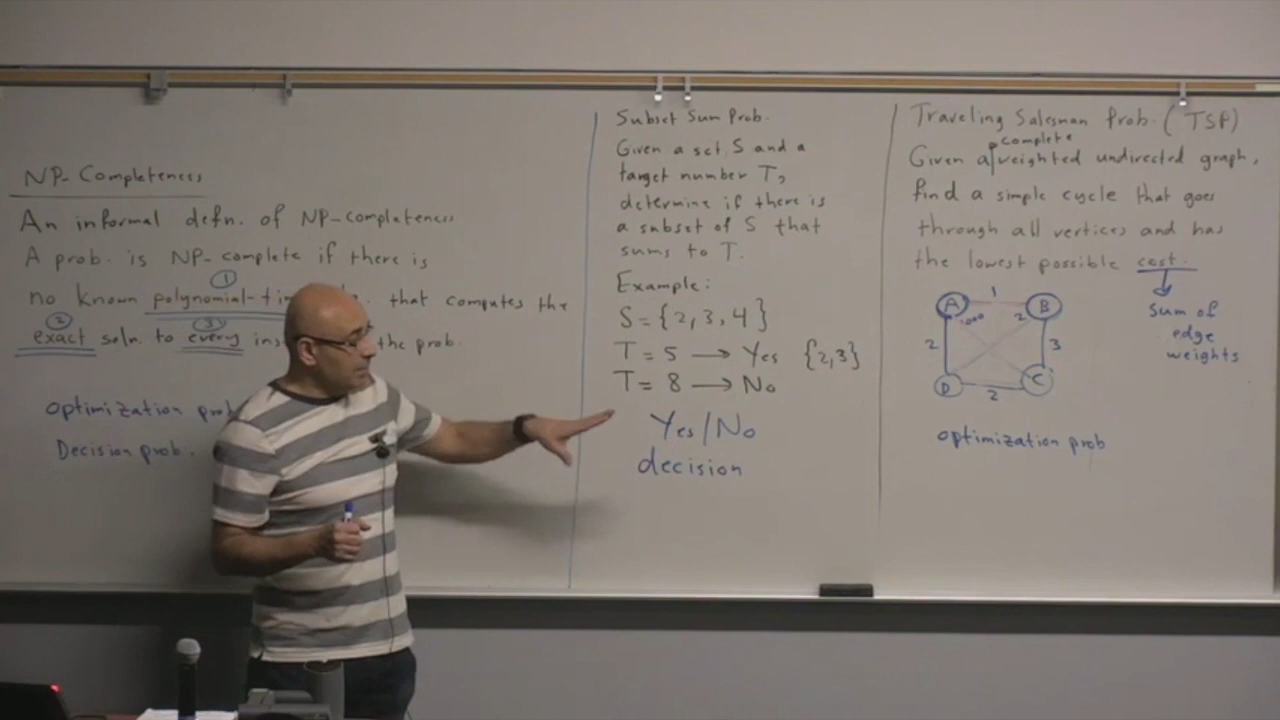 NP-Completeness
An informal defn. of NP-completeness
A prob. is NP-complete if there is
①
no known polynomial-ti that computes the
② ③
exact soln. to every ins the prob.
Optimization prob
Decision prob.
Subset Sum Prob.
Given a set S and a
target number T,
determine if there is
a subset of S that
sums to T.
Example:
S = {2, 3, 4}
T = 5 → Yes {2,3}
T = 8 → No
Yes/No
decision
Traveling Salesman Prob. (TSP)
complete
Given a weighted undirected graph,
find a simple cycle that goes
through all vertices and has
the lowest possible cost.
1
A B
2
2 3
D C
2
Sum of
edge
weights
optimization prob